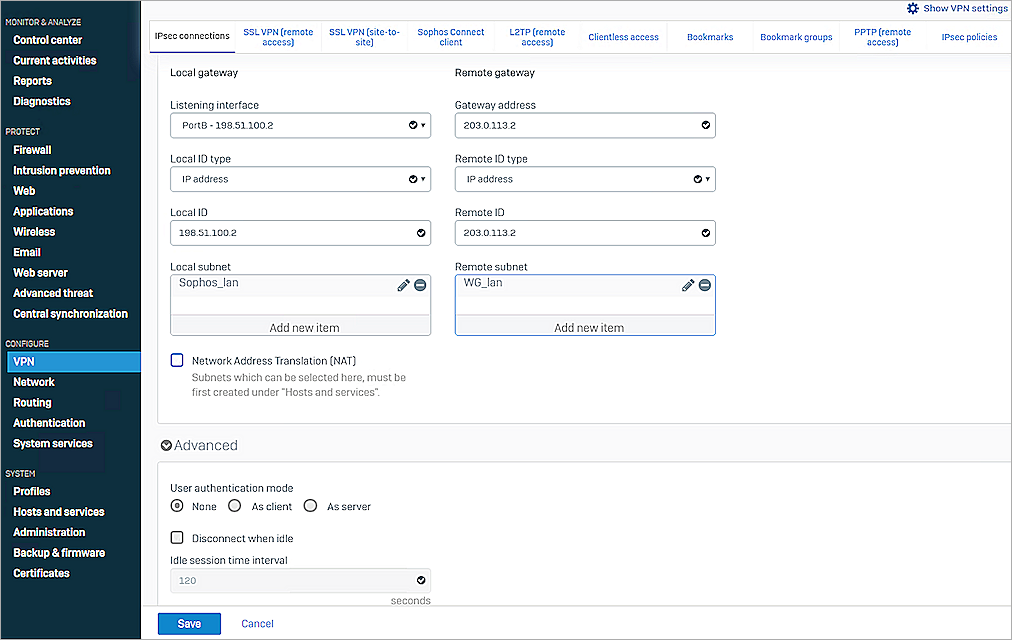 Show VPN settings
MONITOR & ANALYZE
Control center
Current activities
Reports
Diagnostics
PROTECT
Firewall
Intrusion prevention
Web
Applications
Wireless
Email
Web server
Advanced threat
Central synchronization
CONFIGURE
VPN
Network
Routing
Authentication
System services
SYSTEM
Profiles
Hosts and services
Administration
Backup & firmware
Certificates
IPsec connections
SSL VPN (remote
access)
SSL VPN (site-to-
site)
Sophos Connect
client
L2TP (remote
access)
Clientless access
Bookmarks
Bookmark groups
PPTP (remote
access)
IPsec policies
Local gateway
Remote gateway
Listening interface
Gateway address
PortB - 198.51.100.2
203.0.113.2
Local ID type
Remote ID type
IP address
IP address
Local ID
Remote ID
198.51.100.2
203.0.113.2
Local subnet
Remote subnet
Sophos_lan
WG_lan
Add new item
Add new item
Network Address Translation (NAT)
Subnets which can be selected here, must be
first created under "Hosts and services".
Advanced
User authentication mode
None As client As server
Disconnect when idle
Idle session time interval
120
seconds
Save Cancel